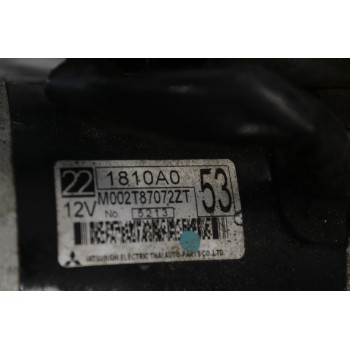 22 1810A0 53
M002T87072ZT
12V No 5213
MITSUBISHI ELECTRIC THAI AUTO-PARTS CO.,LTD.